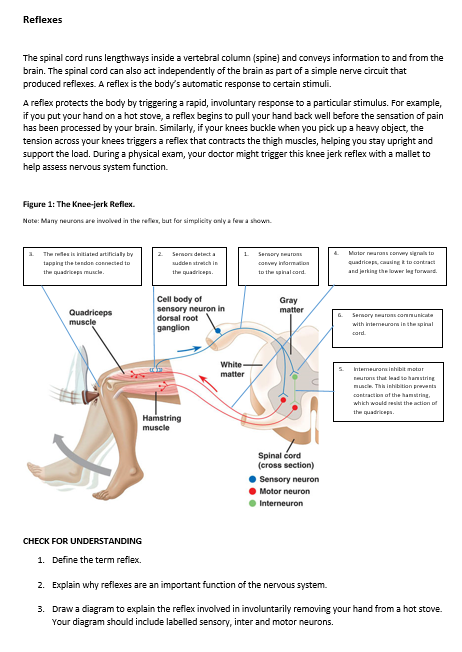 Reflexes
The spinal cord runs lengthways inside a vertebral column (spine) and conveys information to and from the
brain. The spinal cord can also act independently of the brain as part of a simple nerve circuit that
produced reflexes. A reflex is the body's automatic response to certain stimuli.
A reflex protects the body by triggering a rapid, involuntary response to a particular stimulus. For example,
if you put your hand on a hot stove, a reflex begins to pull your hand back well before the sensation of pain
has been processed by your brain. Similarly, if your knees buckle when you pick up a heavy object, the
tension across your knees triggers a reflex that contracts the thigh muscles, helping you stay upright and
support the load. During a physical exam, your doctor might trigger this knee jerk reflex with a mallet to
help assess nervous system function.
Figure 1: The Knee-jerk Reflex.
Note: Many neurons are involved in the reflex, but for simplicity only a few a shown.
3. The reflex is initiated artificially by
tapping the tendon connected to
the quadriceps muscle.
2. Sensors detect a
sudden stretch in
the quadriceps.
1. Sensory neurons
convey information
to the spinal cord.
4. Motor neurons convey signals to
quadriceps, causing it to contract
and jerking the lower leg forward.
Quadriceps
muscle
Cell body of
sensory neuron in
dorsal root
ganglion
Gray
matter
6. Sensory neurons communicate
with interneurons in the spinal
cord.
White
matter
5. Interneurons inhibit motor
neurons that lead to hamstring
muscle. This inhibition prevents
contraction of the hamstring,
which would resist the action of
the quadriceps.
Hamstring
muscle
Spinal cord
(cross section)
Sensory neuron
Motor neuron
Interneuron
CHECK FOR UNDERSTANDING
1. Define the term reflex.
2. Explain why reflexes are an important function of the nervous system.
3. Draw a diagram to explain the reflex involved in involuntarily removing your hand from a hot stove.
Your diagram should include labelled sensory, inter and motor neurons.